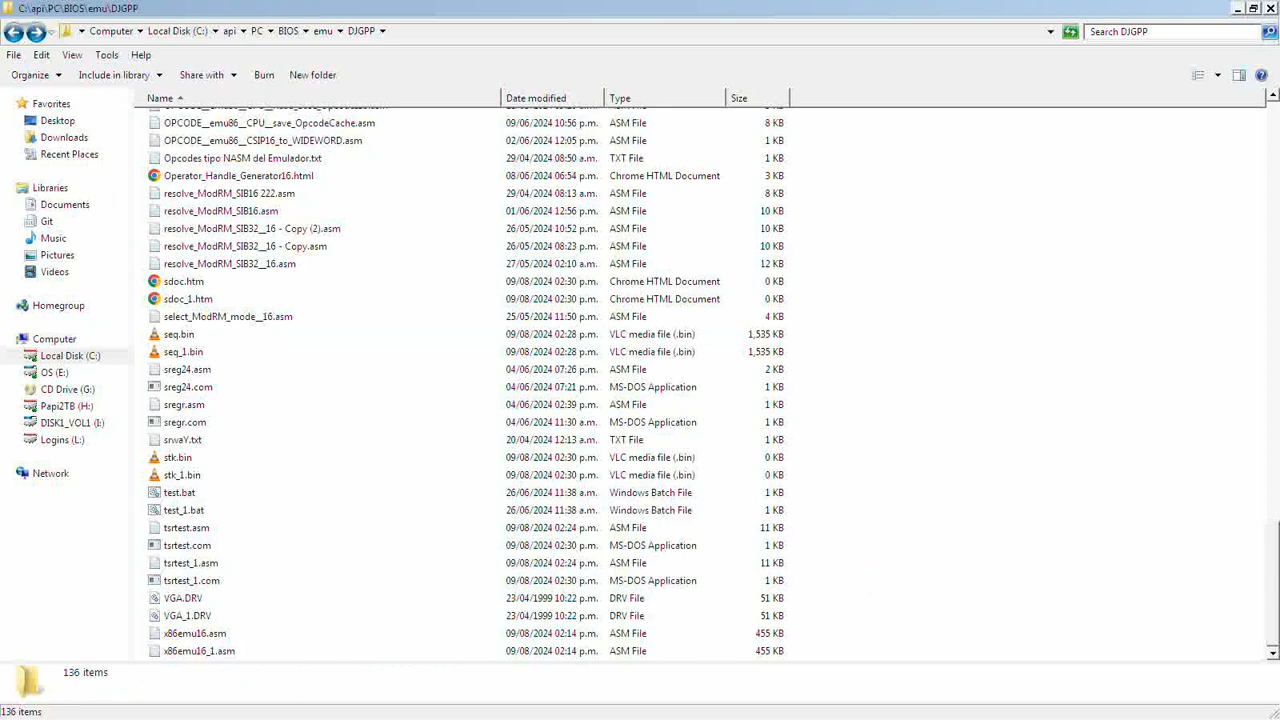 C:\api\PC\BIOS\emu\DJGPP
Computer Local Disk (C:) api PC BIOS emu DJGPP Search DJGPP
File Edit View Tools Help
Organize Include in library Share with Burn New folder
Name Date modified Type Size
Favorites
Desktop
Downloads
Recent Places
Libraries
Documents
Git
Music
Pictures
Videos
Homegroup
Computer
Local Disk (C:)
OS (E:)
CD Drive (G:)
Papi2TB (H:)
DISK1_VOL1 (I:)
Logins (L:)
Network
OPCODE__emu86__CPU__save_OpcodeCache.asm 09/06/2024 10:56 p.m. ASM File 8 KB
OPCODE__emu86__CSIP16_to_WIDEWORD.asm 02/06/2024 12:05 p.m. ASM File 1 KB
Opcodes tipo NASM del Emulador.txt 29/04/2024 08:50 a.m. TXT File 1 KB
Operator_Handle_Generator16.html 08/06/2024 06:54 p.m. Chrome HTML Document 3 KB
resolve_ModRM_SIB16 222.asm 29/04/2024 08:13 a.m. ASM File 8 KB
resolve_ModRM_SIB16.asm 01/06/2024 12:56 p.m. ASM File 10 KB
resolve_ModRM_SIB32__16 - Copy (2).asm 26/05/2024 10:52 p.m. ASM File 10 KB
resolve_ModRM_SIB32__16 - Copy.asm 26/05/2024 08:23 p.m. ASM File 10 KB
resolve_ModRM_SIB32__16.asm 27/05/2024 02:10 a.m. ASM File 12 KB
sdoc.htm 09/08/2024 02:30 p.m. Chrome HTML Document 0 KB
sdoc_1.htm 09/08/2024 02:30 p.m. Chrome HTML Document 0 KB
select_ModRM_mode__16.asm 25/05/2024 11:50 p.m. ASM File 4 KB
seq.bin 09/08/2024 02:28 p.m. VLC media file (.bin) 1,535 KB
seq_1.bin 09/08/2024 02:28 p.m. VLC media file (.bin) 1,535 KB
sreg24.asm 04/06/2024 07:26 p.m. ASM File 2 KB
sreg24.com 04/06/2024 07:21 p.m. MS-DOS Application 1 KB
sregr.asm 04/06/2024 02:39 p.m. ASM File 1 KB
sregr.com 04/06/2024 11:30 a.m. MS-DOS Application 1 KB
srwaY.txt 20/04/2024 12:13 a.m. TXT File 1 KB
stk.bin 09/08/2024 02:30 p.m. VLC media file (.bin) 0 KB
stk_1.bin 09/08/2024 02:30 p.m. VLC media file (.bin) 0 KB
test.bat 26/06/2024 11:38 a.m. Windows Batch File 1 KB
test_1.bat 26/06/2024 11:38 a.m. Windows Batch File 1 KB
tsrtest.asm 09/08/2024 02:24 p.m. ASM File 11 KB
tsrtest.com 09/08/2024 02:30 p.m. MS-DOS Application 1 KB
tsrtest_1.asm 09/08/2024 02:24 p.m. ASM File 11 KB
tsrtest_1.com 09/08/2024 02:30 p.m. MS-DOS Application 1 KB
VGA.DRV 23/04/1999 10:22 p.m. DRV File 51 KB
VGA_1.DRV 23/04/1999 10:22 p.m. DRV File 51 KB
x86emu16.asm 09/08/2024 02:14 p.m. ASM File 455 KB
x86emu16_1.asm 09/08/2024 02:14 p.m. ASM File 455 KB
136 items
136 items